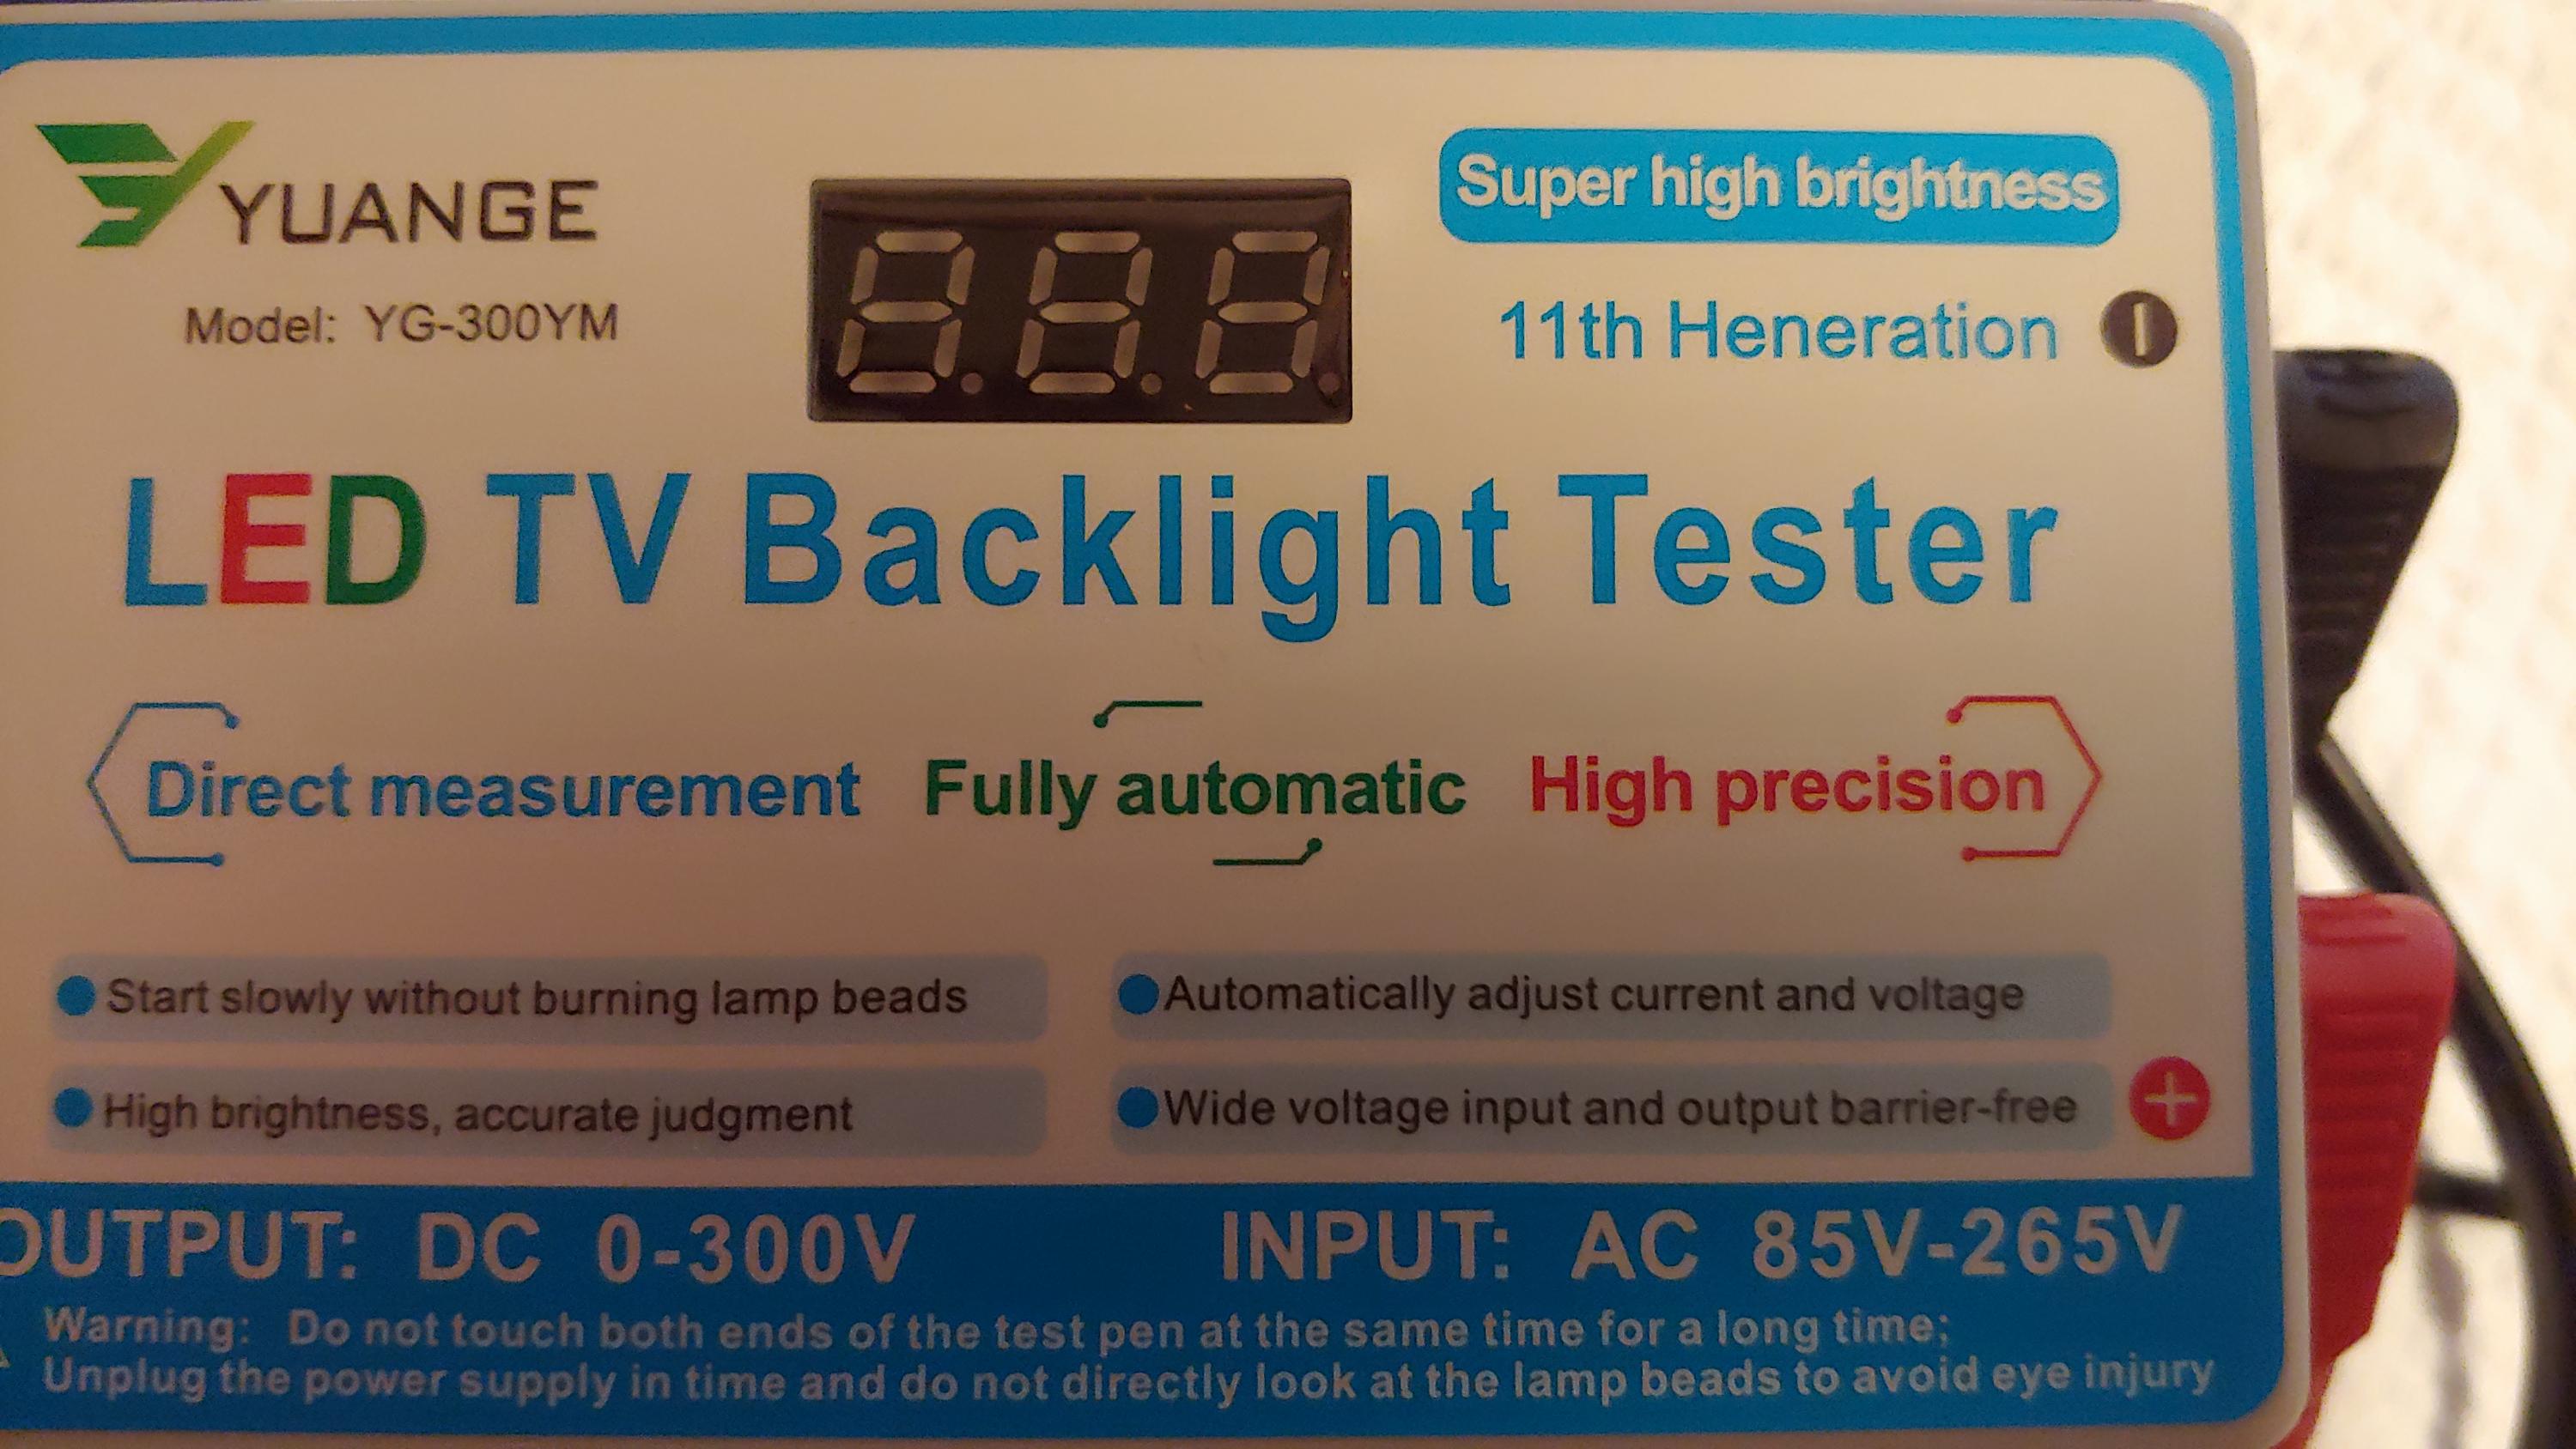 YUANGE
Super high brightness
Model: YG-300YM
11th Heneration
LED TV Backlight Tester
Direct measurement Fully automatic High precision
Start slowly without burning lamp beads
Automatically adjust current and voltage
High brightness, accurate judgment
Wide voltage input and output barrier-free
OUTPUT: DC 0-300V INPUT: AC 85V-265V
Warning: Do not touch both ends of the test pen at the same time for a long time;
Unplug the power supply in time and do not directly look at the lamp beads to avoid eye injury